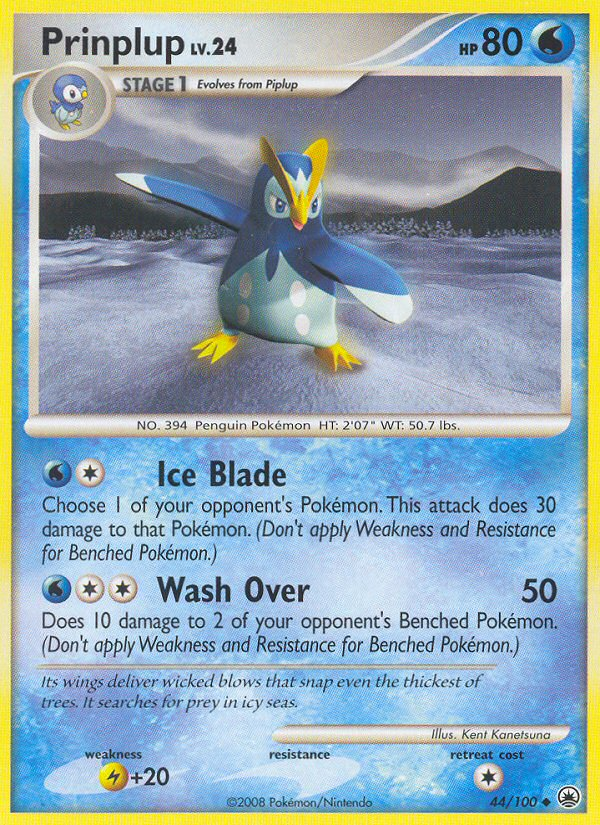 Prinplup LV.24 HP 80
STAGE 1 Evolves from Piplup
NO. 394 Penguin Pokémon HT: 2'07" WT: 50.7 lbs.
Ice Blade
Choose 1 of your opponent's Pokémon. This attack does 30
damage to that Pokémon. (Don't apply Weakness and Resistance
for Benched Pokémon.)
Wash Over 50
Does 10 damage to 2 of your opponent's Benched Pokémon.
(Don't apply Weakness and Resistance for Benched Pokémon.)
Its wings deliver wicked blows that snap even the thickest of
trees. It searches for prey in icy seas.
Illus. Kent Kanetsuna
weakness resistance retreat cost
+20
©2008 Pokémon/Nintendo 44/100